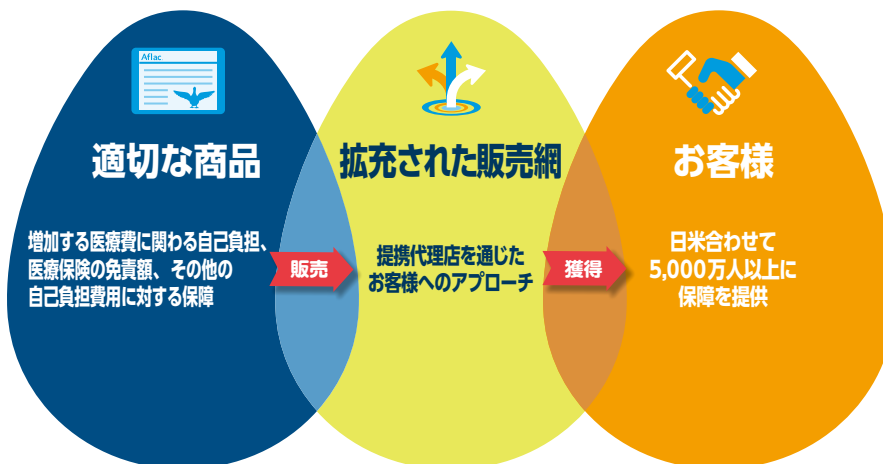 Aflac
適切な商品
増加する医療費に関わる自己負担、
医療保険の免責額、その他の
自己負担費用に対する保障
販売
拡充された販売網
提携代理店を通じた
お客様へのアプローチ
獲得
お客様
日米合わせて
5,000万人以上に
保障を提供